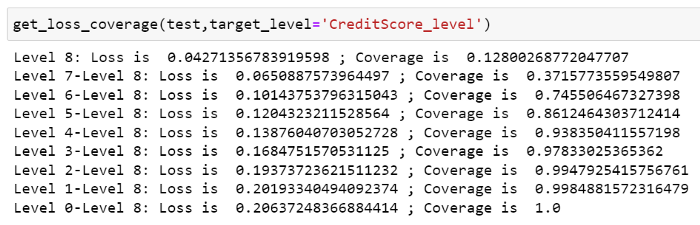 get_loss_coverage(test,target_level='CreditScore_level')
Level 8: Loss is  0.04271356783919598 ; Coverage is  0.12800268772047707
Level 7-Level 8: Loss is  0.0650887573964497 ; Coverage is  0.3715773559549807
Level 6-Level 8: Loss is  0.10143753796315043 ; Coverage is  0.745506467327398
Level 5-Level 8: Loss is  0.1204323211528564 ; Coverage is  0.8612464303712414
Level 4-Level 8: Loss is  0.13876040703052728 ; Coverage is  0.938350411557198
Level 3-Level 8: Loss is  0.1684751570531125 ; Coverage is  0.97833025365362
Level 2-Level 8: Loss is  0.19373723621511232 ; Coverage is  0.9947925415756761
Level 1-Level 8: Loss is  0.20193340494092374 ; Coverage is  0.9984881572316479
Level 0-Level 8: Loss is  0.20637248366884414 ; Coverage is  1.0